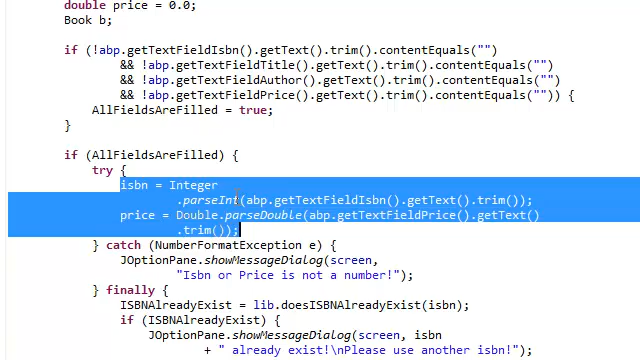 double price = 0.0;
Book b;
if (!abp.getTextFieldIsbn().getText().trim().contentEquals("")
&& !abp.getTextFieldTitle().getText().trim().contentEquals("")
&& !abp.getTextFieldAuthor().getText().trim().contentEquals("")
&& !abp.getTextFieldPrice().getText().trim().contentEquals("")) {
AllFieldsAreFilled = true;
}
if (AllFieldsAreFilled) {
try {
isbn = Integer
.parseInt(abp.getTextFieldIsbn().getText().trim());
price = Double.parseDouble(abp.getTextFieldPrice().getText()
.trim());
} catch (NumberFormatException e) {
JOptionPane.showMessageDialog(screen,
"Isbn or Price is not a number!");
} finally {
ISBNAlreadyExist = lib.doesISBNAlreadyExist(isbn);
if (ISBNAlreadyExist) {
JOptionPane.showMessageDialog(screen, isbn
+ " already exist!\nPlease use another isbn!");